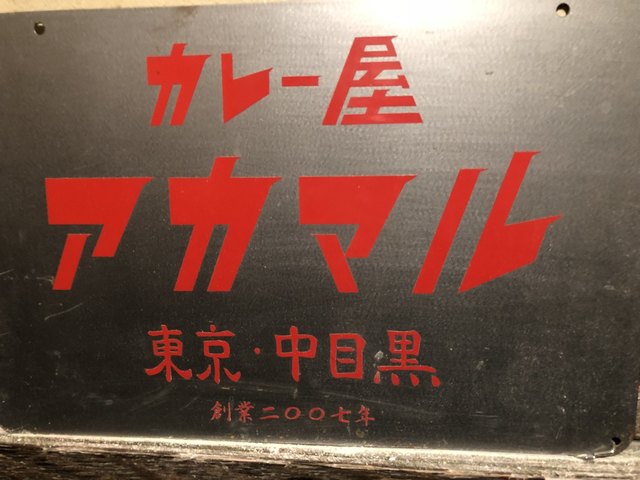 カレー屋
アカマル
東京・中目黒
創業二〇〇七年